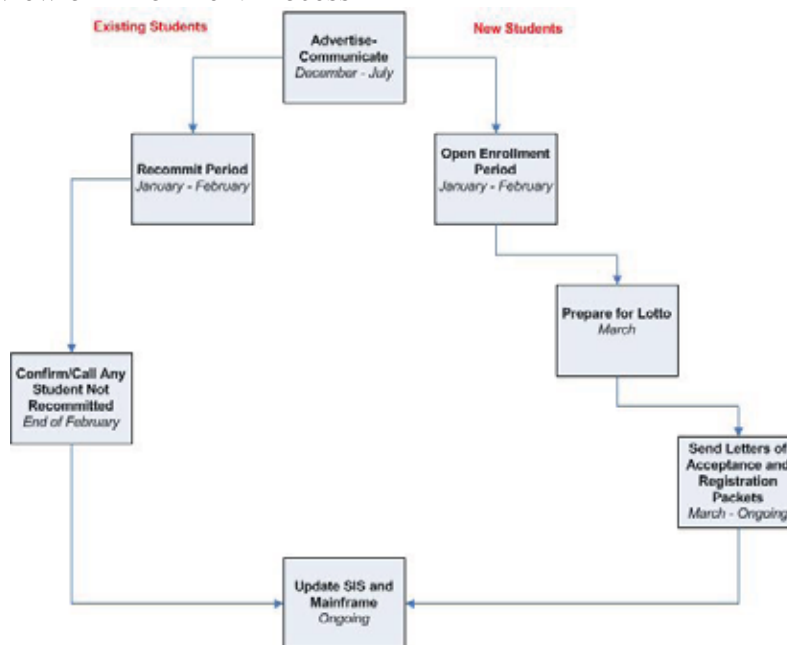 Existing Students
New Students
Advertise-
Communicate
December - July
Recommit Period
January - February
Open Enrollment
Period
January - February
Prepare for Lotto
March
Confirm/Call Any
Student Not
Recommitted
End of February
Send Letters of
Acceptance and
Registration
Packets
March - Ongoing
Update SIS and
Mainframe
Ongoing